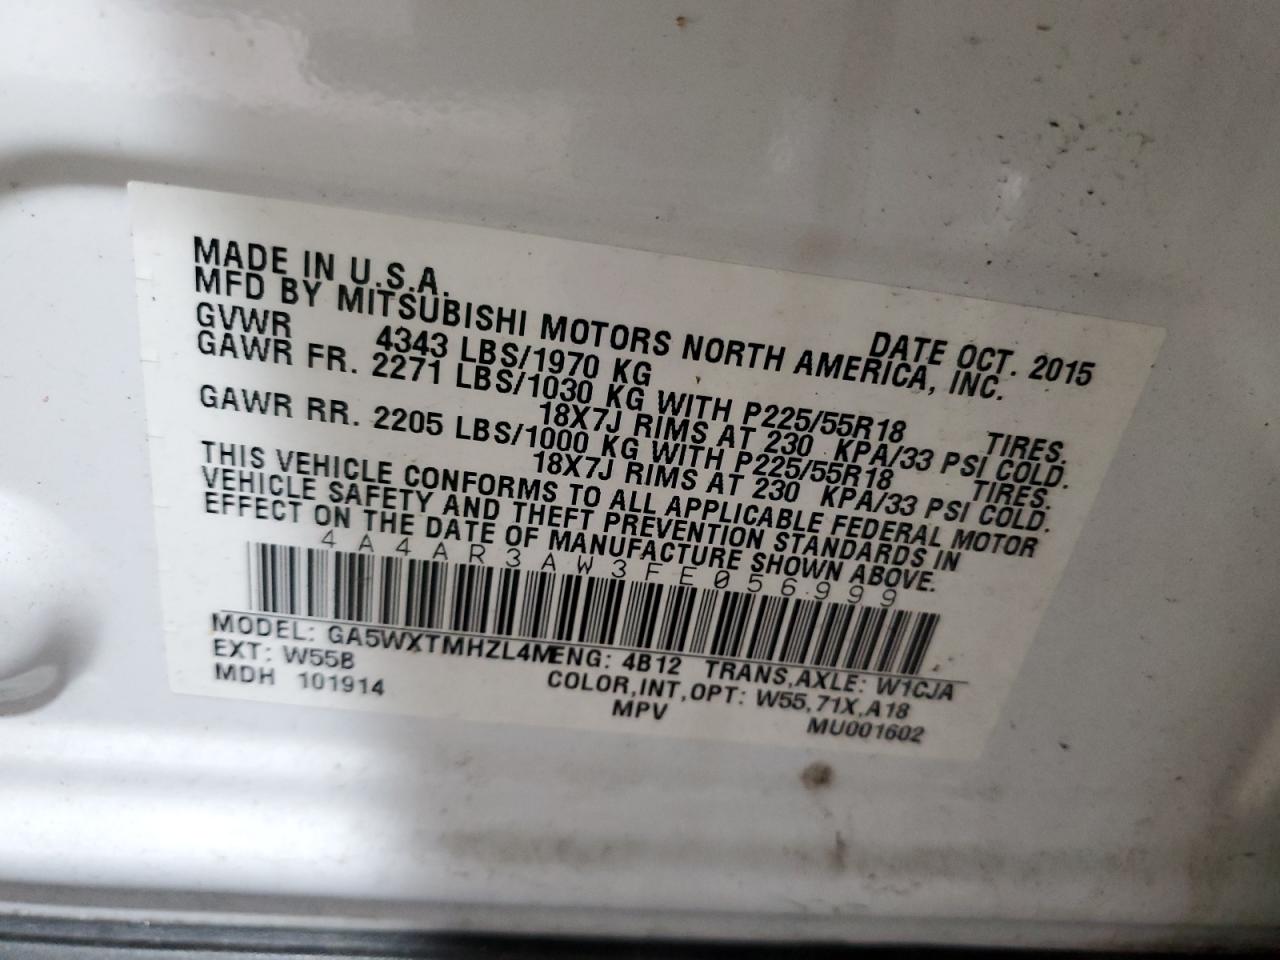 MADE IN U.S.A.
DATE OCT. 2015
MFD BY MITSUBISHI MOTORS NORTH AMERICA, INC.
GVWR 4343 LBS/1970 KG
GAWR FR. 2271 LBS/1030 KG WITH P225/55R18 TIRES.
18X7J RIMS AT 230 KPA/33 PSI COLD.
GAWR RR. 2205 LBS/1000 KG WITH P225/55R18 TIRES.
18X7J RIMS AT 230 KPA/33 PSI COLD.
THIS VEHICLE CONFORMS TO ALL APPLICABLE FEDERAL MOTOR
VEHICLE SAFETY AND THEFT PREVENTION STANDARDS IN
EFFECT ON THE DATE OF MANUFACTURE SHOWN ABOVE.
4A4AR3AW3FE056999
MODEL: GA5WXTMHZL4M ENG: 4B12 TRANS,AXLE: W1CJA
EXT: W55B COLOR,INT,OPT: W55,71X,A18
MDH 101914 MPV MU001602